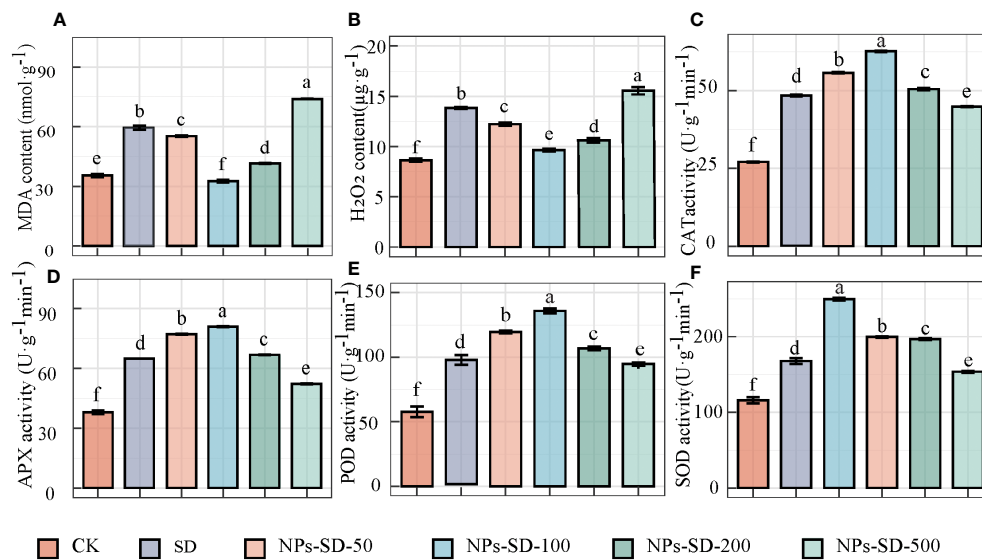 A
MDA content (nmol·g⁻¹)
90
60
30
0
e
b
c
f
d
a
B
H₂O₂ content(µg·g⁻¹)
20
15
10
5
0
f
b
c
e
d
a
C
CATactivity (U·g⁻¹min⁻¹)
50
25
0
f
d
b
a
c
e
D
APX activity (U·g⁻¹min⁻¹)
90
60
30
0
f
d
b
a
c
e
E
POD activity (U·g⁻¹min⁻¹)
150
100
50
0
f
d
b
a
c
e
F
SOD activity(U·g⁻¹min⁻¹)
200
100
0
f
d
a
b
c
e
CK SD NPs-SD-50 NPs-SD-100 NPs-SD-200 NPs-SD-500